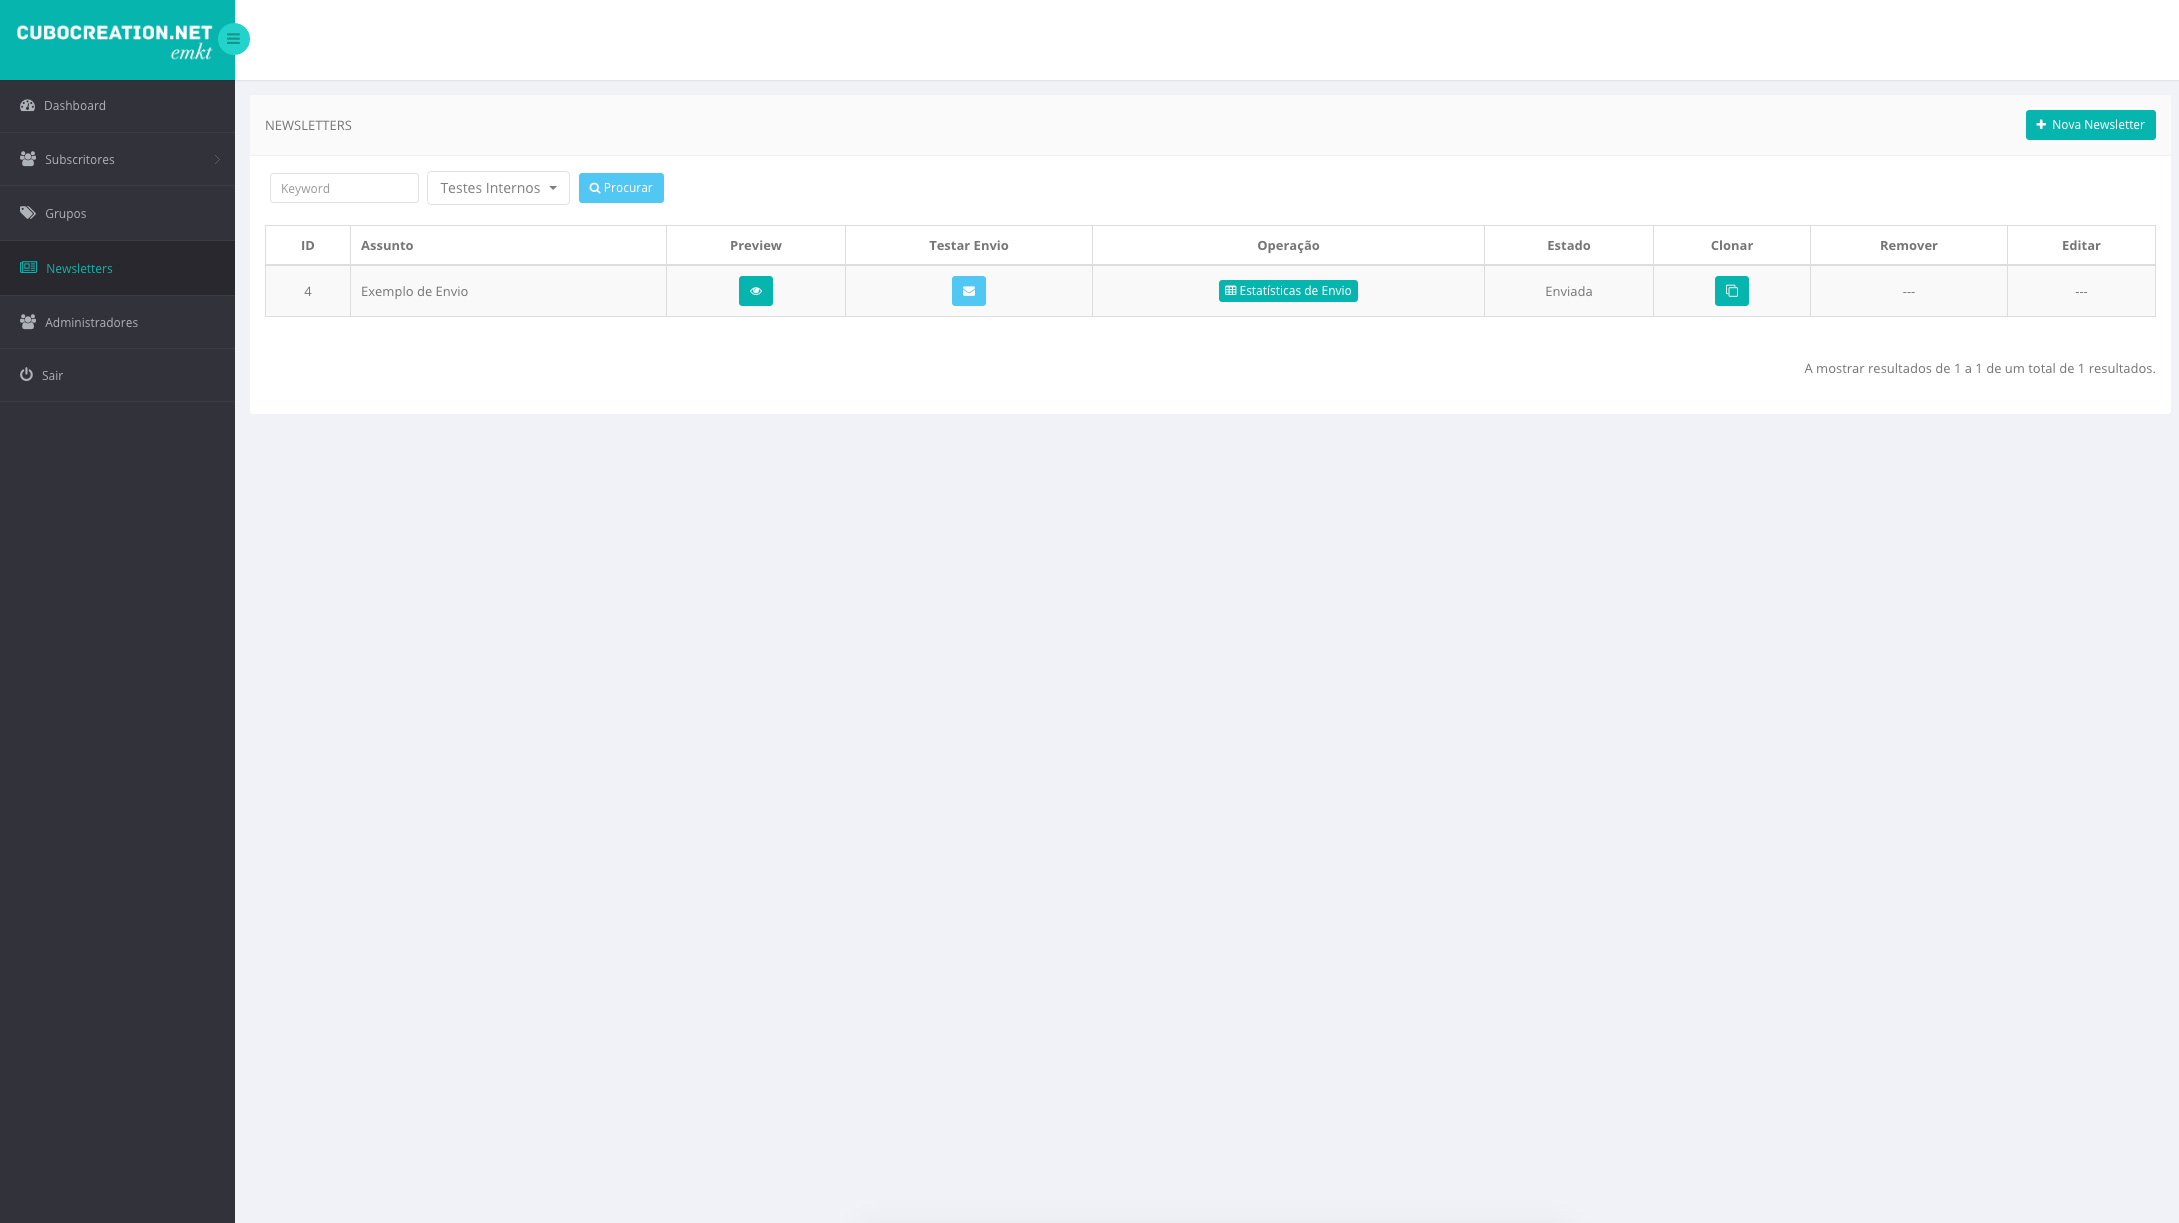 CUBOCREATION.NET
emkt
Dashboard
Subscritores
Grupos
Newsletters
Administradores
Sair
NEWSLETTERS
Nova Newsletter
Keyword
Testes Internos
Procurar
ID Assunto Preview Testar Envio Operação Estado Clonar Remover Editar
4 Exemplo de Envio Estatísticas de Envio Enviada --- ---
A mostrar resultados de 1 a 1 de um total de 1 resultados.